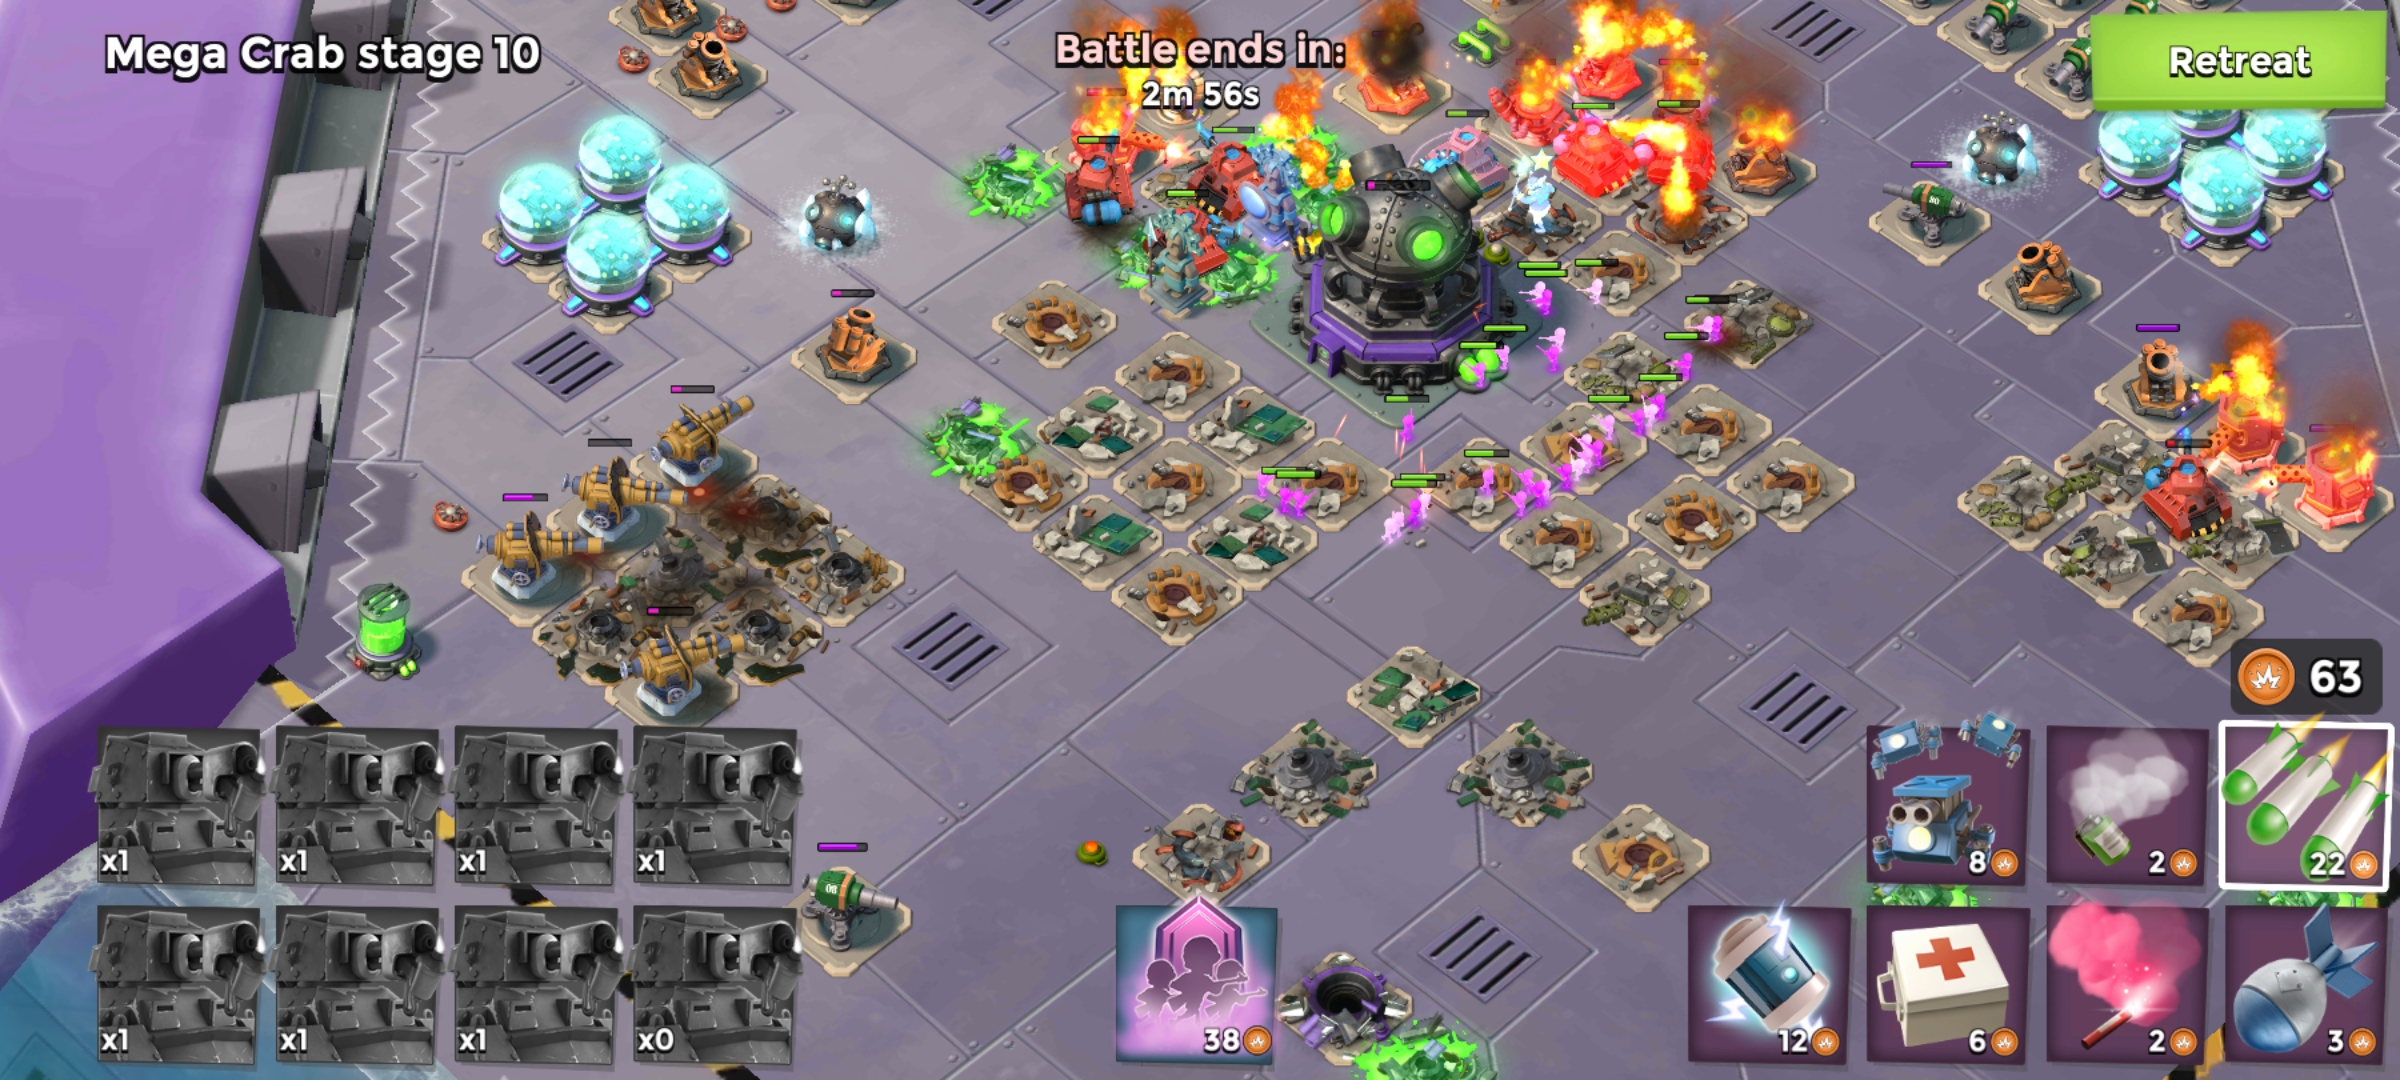 Mega Crab stage 10
Battle ends in:
2m 56s
Retreat
63
x1
x1
x1
x1
8
2
22
x1
x1
x1
x0
38
12
6
2
3